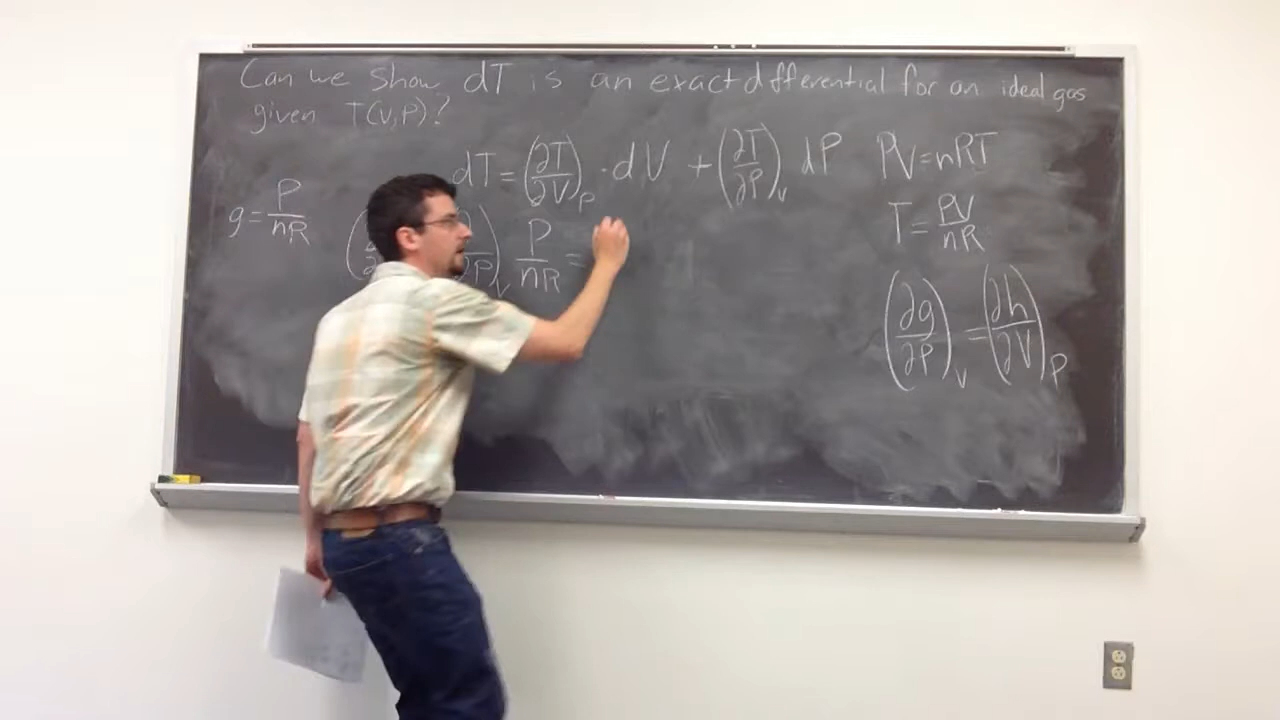 Can we show dT is an exact differential for an ideal gas
given T(V,P)?
dT = (∂T/∂V)_P · dV + (∂T/∂P)_V dP
PV = nRT
g = P/nR
∂P)_V P/nR =
T = PV/nR
(∂g/∂P)_V = (∂h/∂V)_P